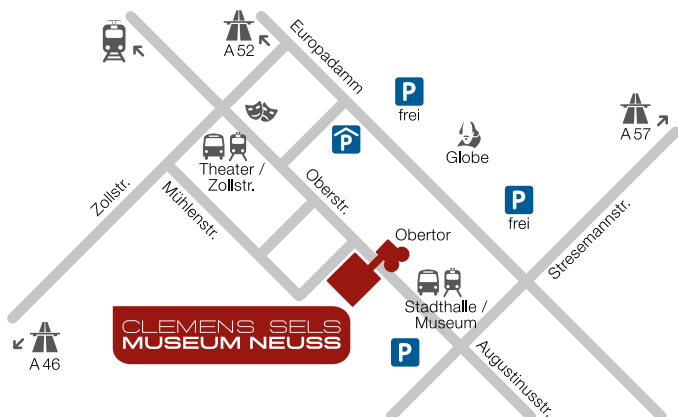 A 52
Europadamm
P
frei
A 57
P
Globe
Theater /
Zollstr.
Oberstr.
Zollstr.
Mühlenstr.
P
frei
Stresemannstr.
Obertor
Stadthalle /
Museum
CLEMENS SELS
MUSEUM NEUSS
A 46
P
Augustinusstr.